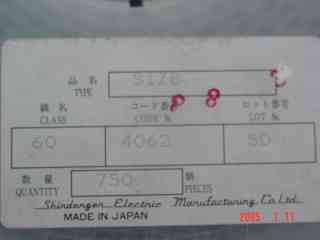 品名 TYPE S1ZB
級名 CLASS コード番 CODE № ロット番号 LOT №
60 4062 5D
数量 QUANTITY 750 個 PIECES
Shindengen Electric Manufacturing Co. Ltd.
MADE IN JAPAN
2005 1 11